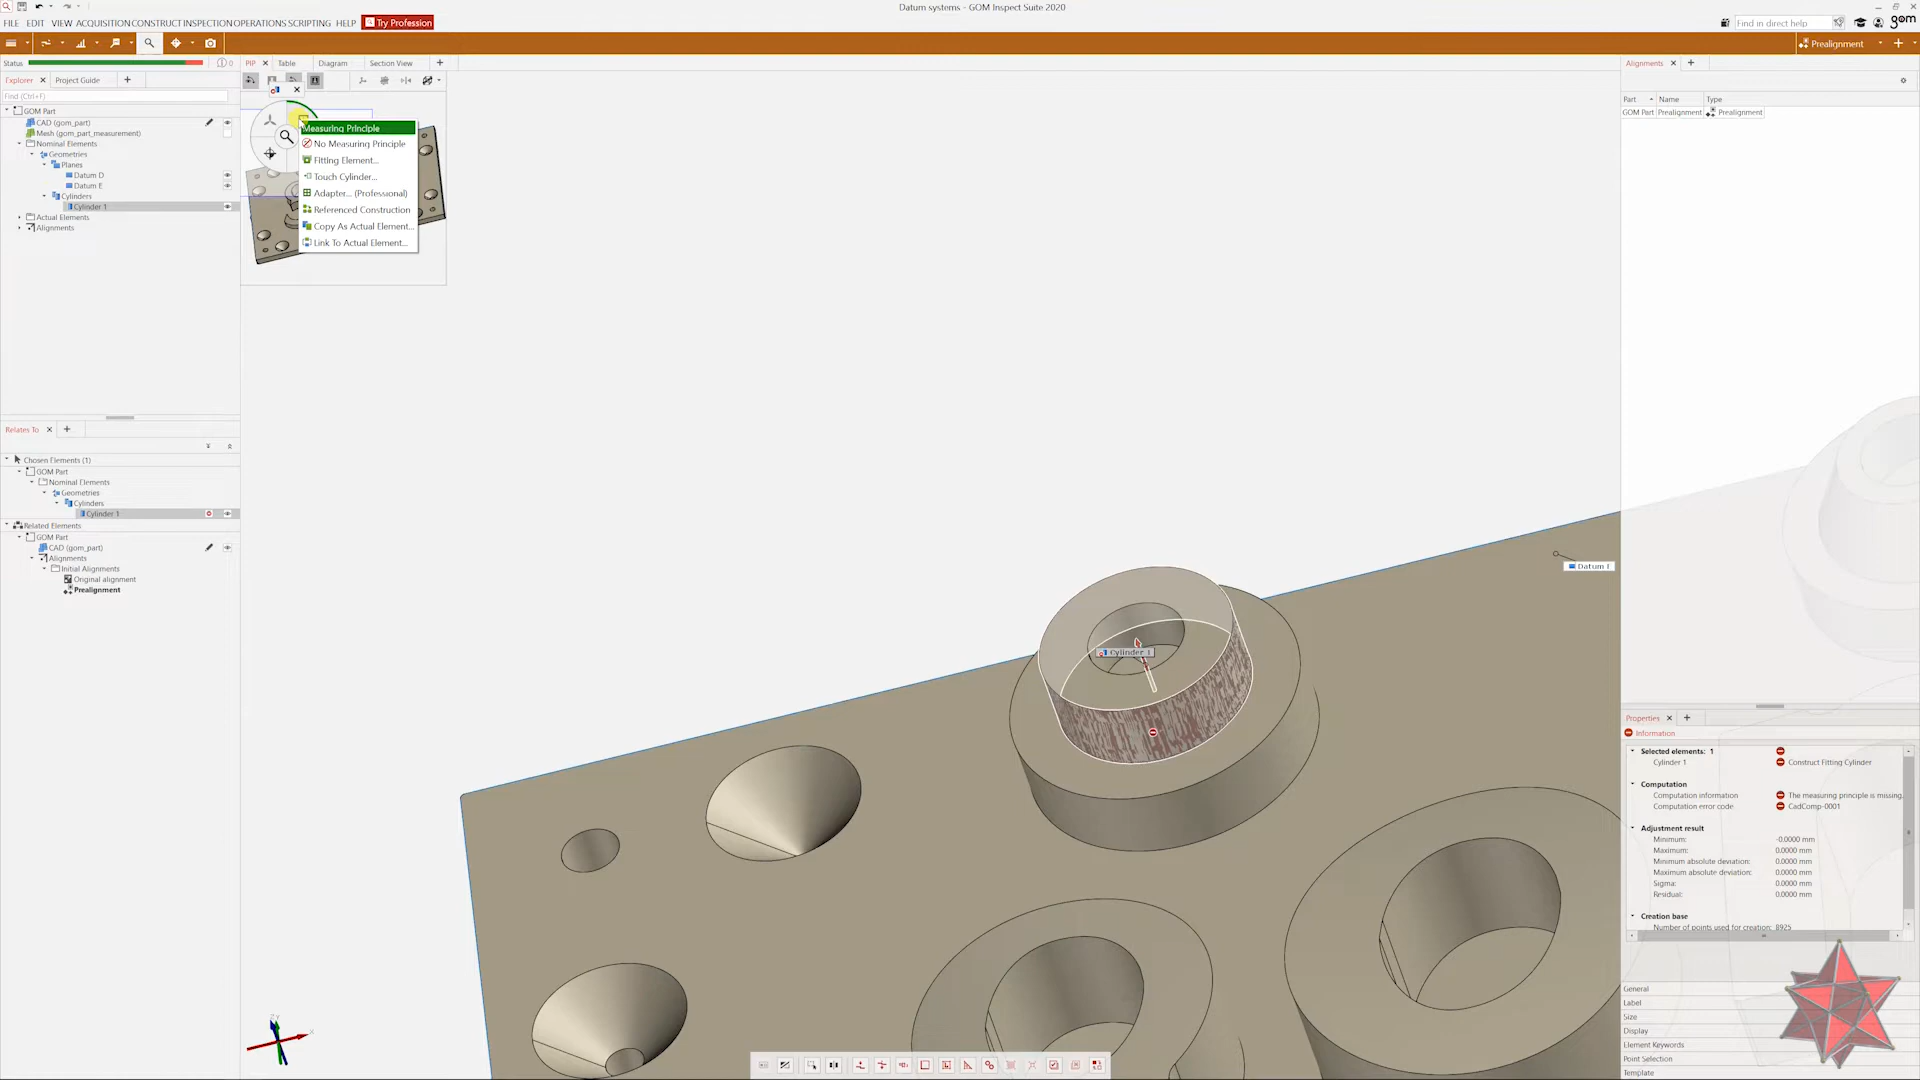 Datum systems - GOM Inspect Suite 2020
FILE EDIT VIEW ACQUISITION CONSTRUCT INSPECTION OPERATIONS SCRIPTING HELP Try Profession
Find in direct help
gom
Prealignment
Status
0
PIP Table Diagram Section View
Alignments
Explorer Project Guide
Find (Ctrl+F)
GOM Part
CAD (gom_part)
Mesh (gom_part_measurement)
Nominal Elements
Geometries
Planes
Datum D
Datum E
Cylinders
Cylinder 1
Actual Elements
Alignments
Measuring Principle
No Measuring Principle
Fitting Element...
Touch Cylinder...
Adapter... (Professional)
Referenced Construction
Copy As Actual Element...
Link To Actual Element...
Part Name Type
GOM Part Prealignment Prealignment
Relates To
Chosen Elements (1)
GOM Part
Nominal Elements
Geometries
Cylinders
Cylinder 1
Related Elements
GOM Part
CAD (gom_part)
Alignments
Initial Alignments
Original alignment
Prealignment
Datum
Cylinder 1
Properties
Information
Selected elements: 1
Cylinder 1 Construct Fitting Cylinder
Computation
Computation information The measuring principle is missing.
Computation error code CadComp-0001
Adjustment result
Minimum: -0.0000 mm
Maximum: 0.0000 mm
Minimum absolute deviation: 0.0000 mm
Maximum absolute deviation: 0.0000 mm
Sigma: 0.0000 mm
Residual: 0.0000 mm
Creation base
Number of points used for creation: 8925
General
Label
Size
Display
Element Keywords
Point Selection
Template
Z Y
X